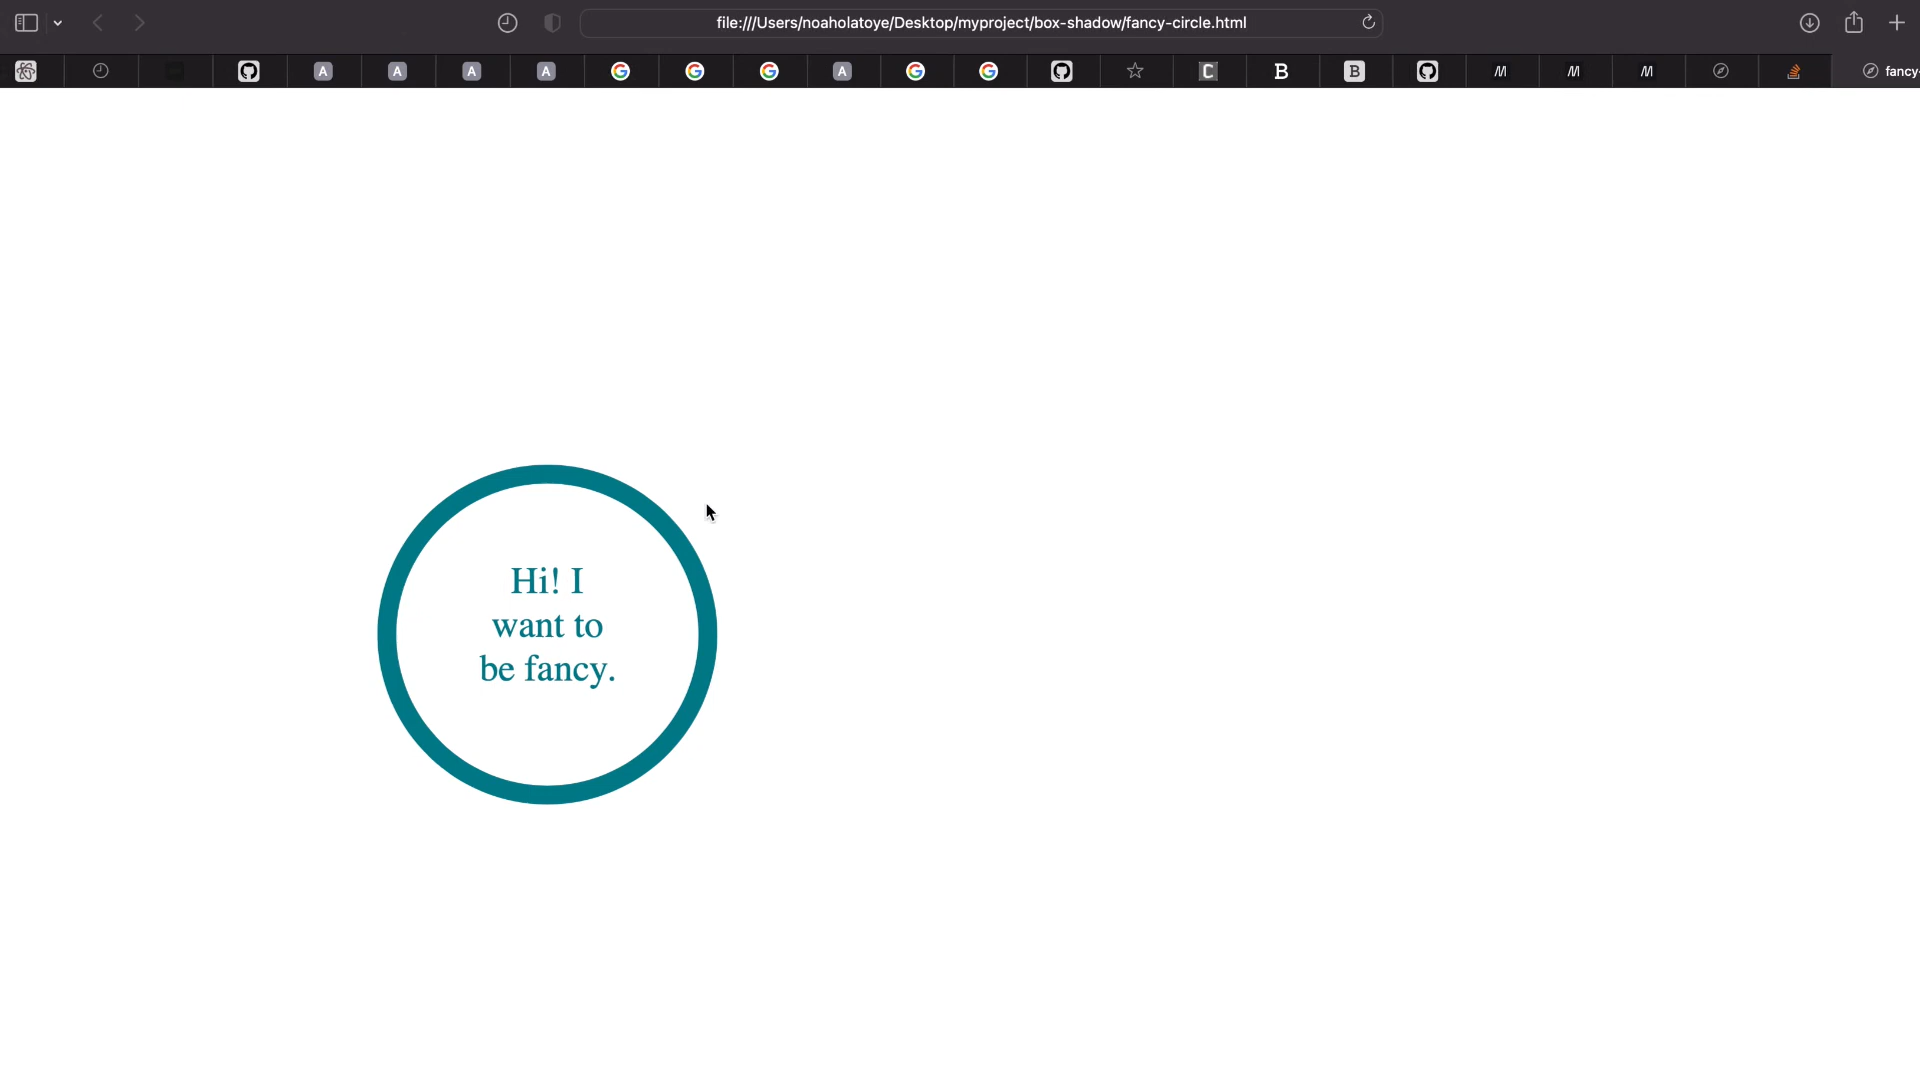 file:///Users/noaholatoye/Desktop/myproject/box-shadow/fancy-circle.html
A A A A A C B B M M M fancy-
Hi! I
want to
be fancy.